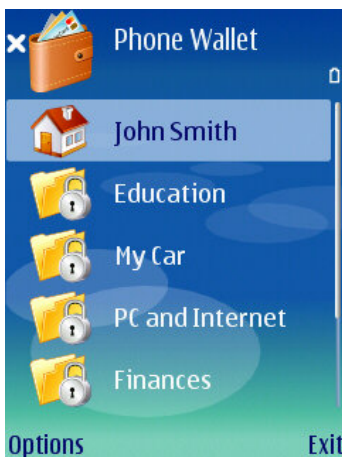 Phone Wallet
John Smith
Education
My Car
PC and Internet
Finances
Options Exit